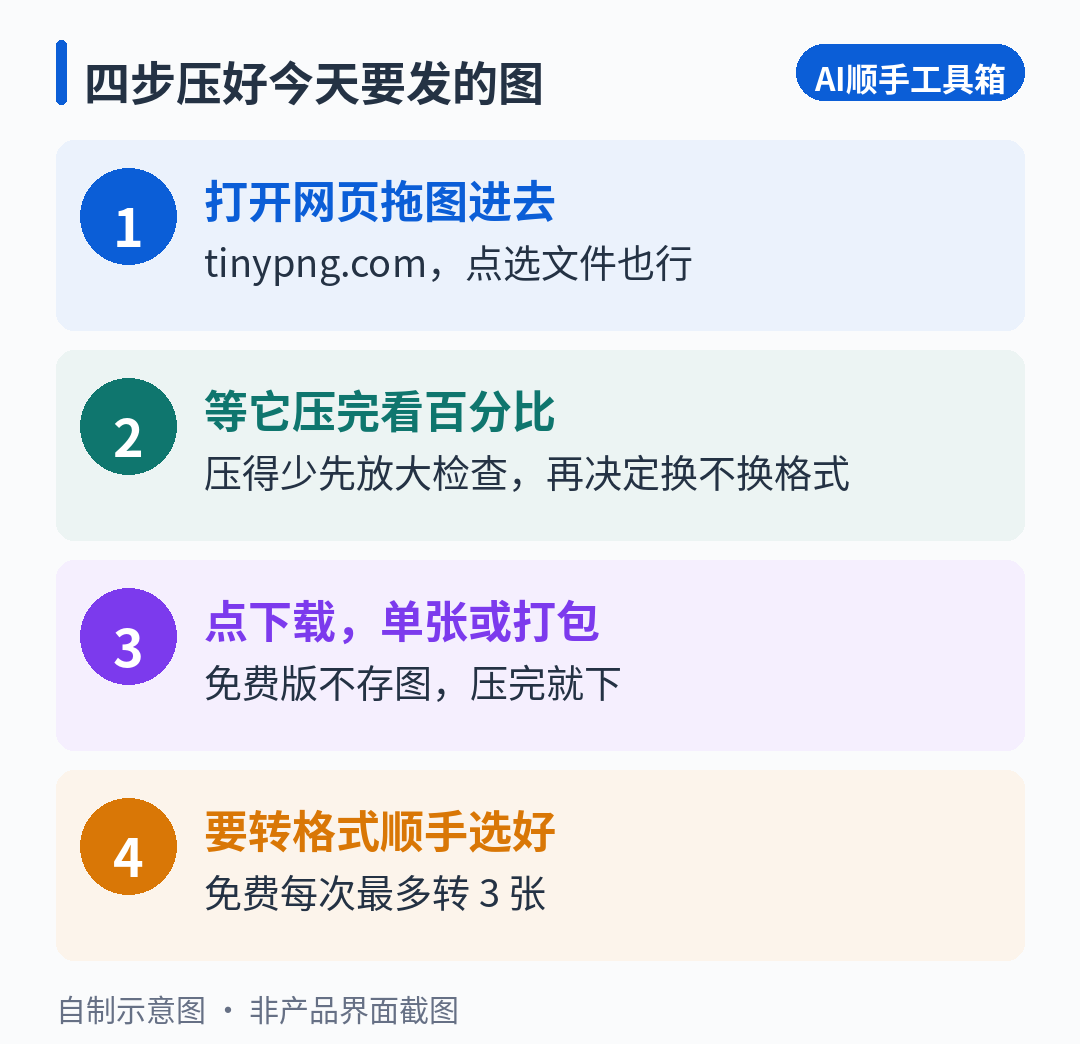 四步压好今天要发的图
AI顺手工具箱
1
打开网页拖图进去
tinypng.com，点选文件也行
2
等它压完看百分比
压得少先放大检查，再决定换不换格式
3
点下载，单张或打包
免费版不存图，压完就下
4
要转格式顺手选好
免费每次最多转 3 张
自制示意图 · 非产品界面截图